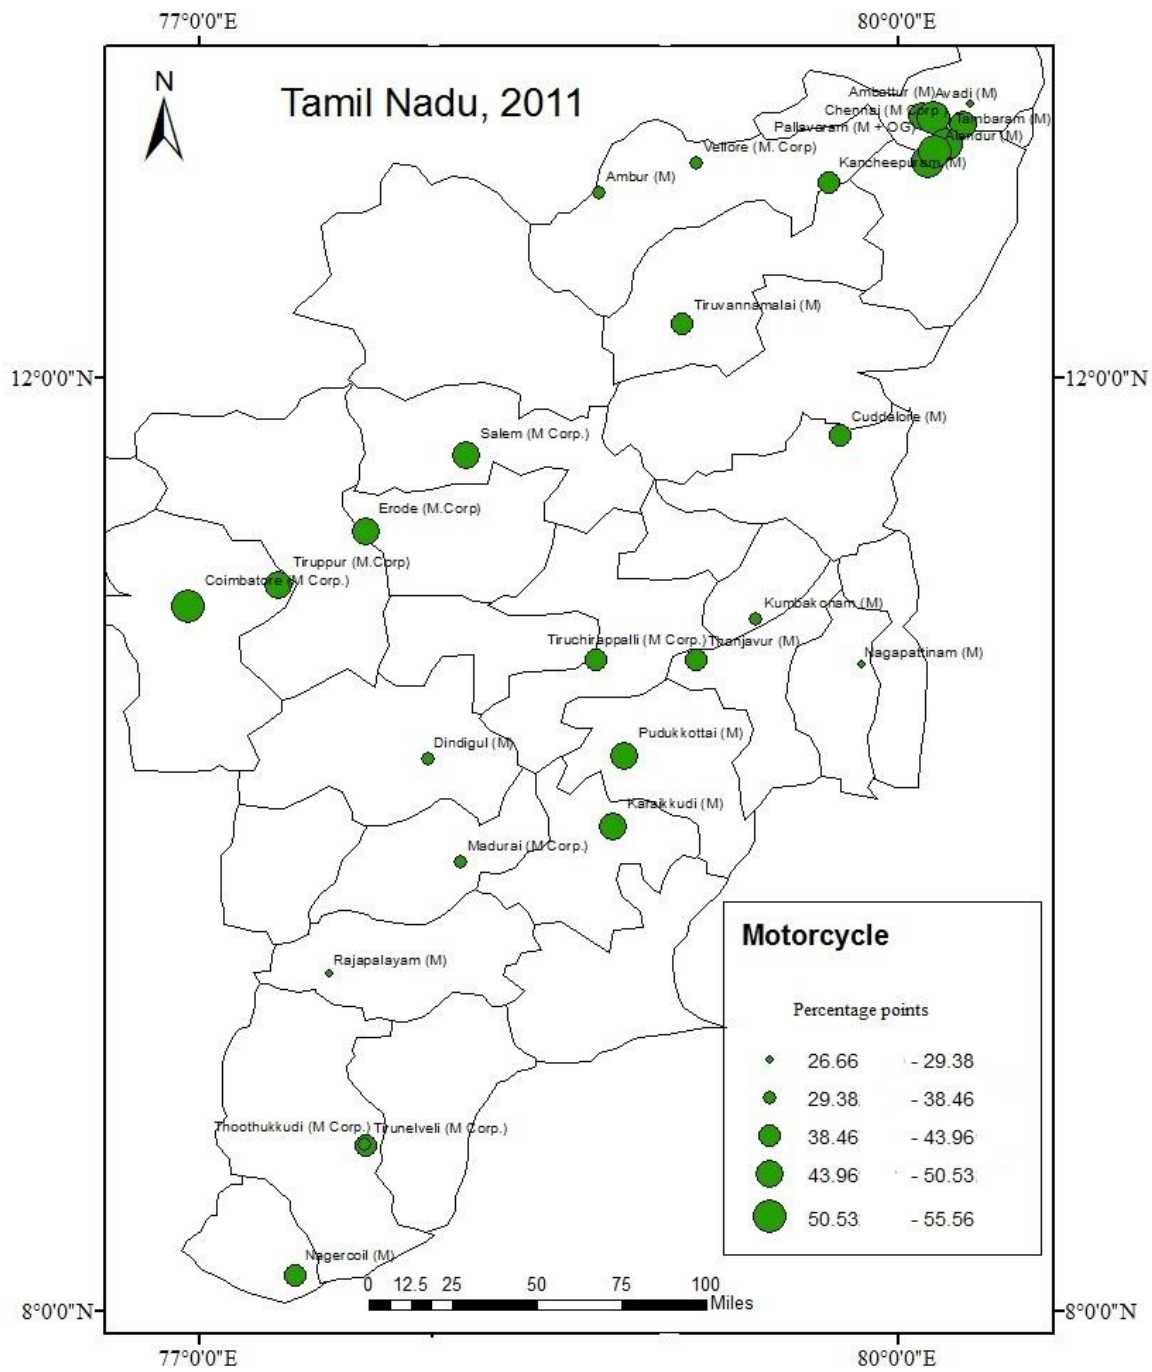 77°0'0"E 80°0'0"E
N
Tamil Nadu, 2011
Ambattur (M) Avadi (M)
Chennai (M Corp.)
Tambaram (M)
Pallavaram (M + OG)
Alandur (M)
Vellore (M. Corp)
Kancheepuram (M)
Ambur (M)
Tiruvannamalai (M)
12°0'0"N 12°0'0"N
Cuddalore (M)
Salem (M Corp.)
Erode (M.Corp)
Tiruppur (M.Corp)
Coimbatore (M Corp.)
Kumbakonam (M)
Tiruchirappalli (M Corp.) Thanjavur (M)
Nagapattinam (M)
Pudukkottai (M)
Dindigul (M)
Karaikkudi (M)
Madurai (M Corp.)
Rajapalayam (M)
Motorcycle
Percentage points
26.66 - 29.38
29.38 - 38.46
38.46 - 43.96
43.96 - 50.53
50.53 - 55.56
Thoothukkudi (M Corp.) Tirunelveli (M Corp.)
Nagercoil (M)
0 12.5 25 50 75 100
Miles
8°0'0"N 8°0'0"N
77°0'0"E 80°0'0"E